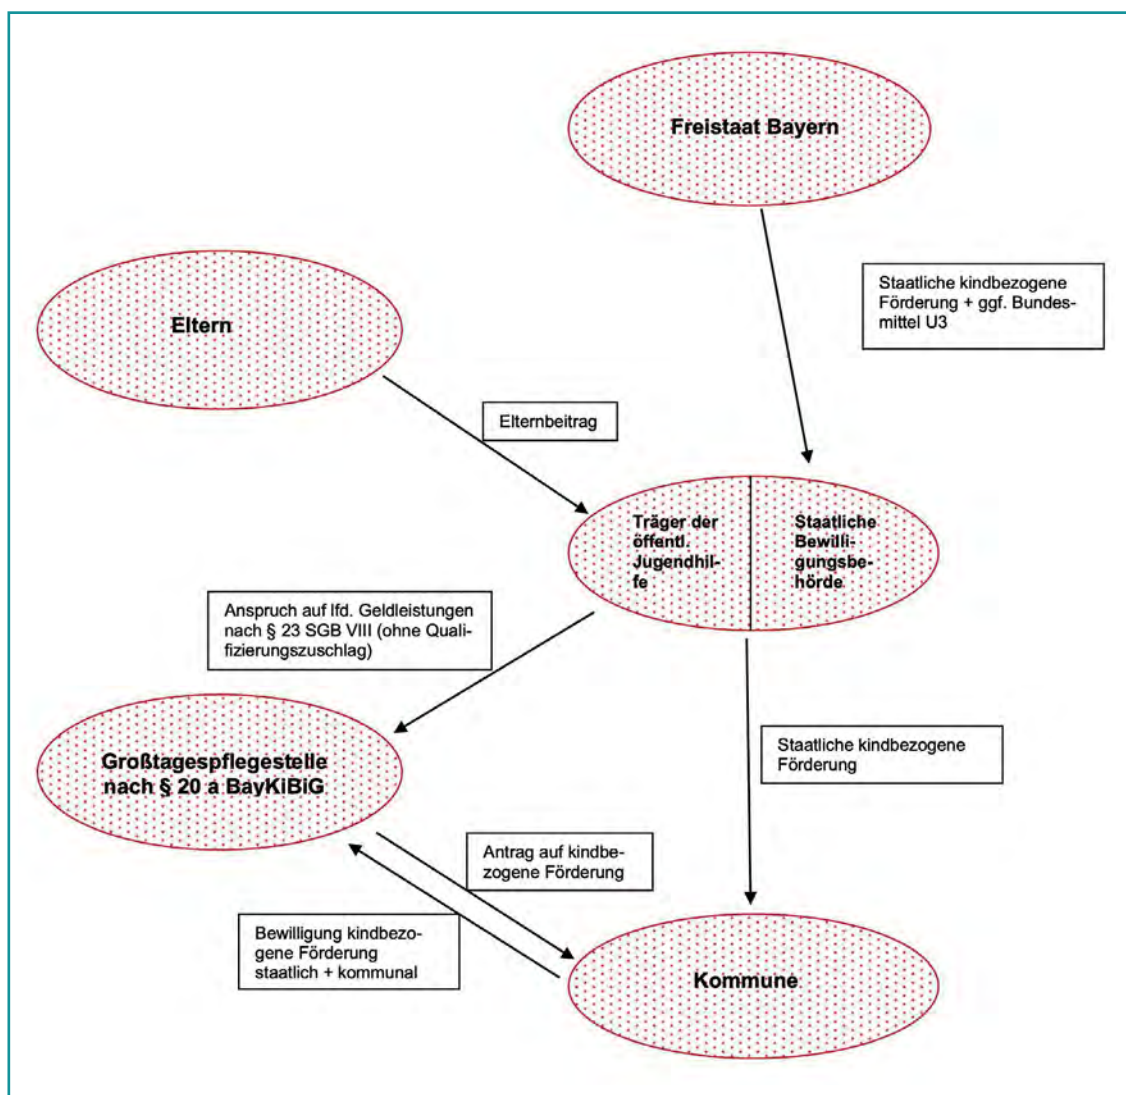 Freistaat Bayern
Staatliche kindbezogene
Förderung + ggf. Bundes-
mittel U3
Eltern
Elternbeitrag
Träger der
öffentl.
Jugendhil-
fe
Staatliche
Bewilli-
gungsbe-
hörde
Anspruch auf lfd. Geldleistungen
nach § 23 SGB VIII (ohne Quali-
fizierungszuschlag)
Großtagespflegestelle
nach § 20 a BayKiBiG
Staatliche kindbezogene
Förderung
Antrag auf kindbe-
zogene Förderung
Bewilligung kindbezo-
gene Förderung
staatlich + kommunal
Kommune